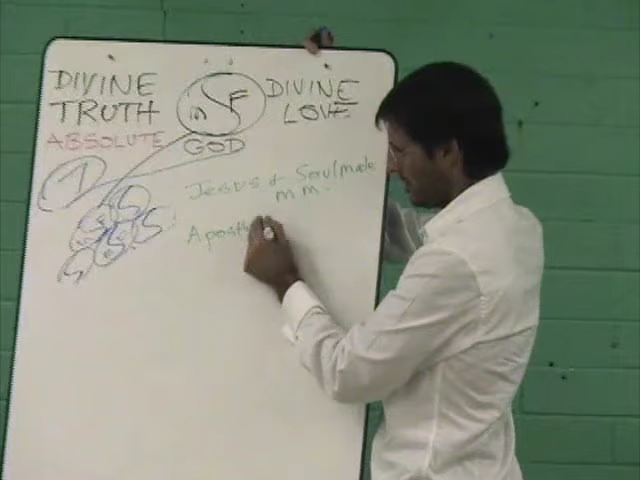 DIVINE
TRUTH
ABSOLUTE
DIVINE
LOVE
GOD
Jesus & Soulmate
m m.
Apostl